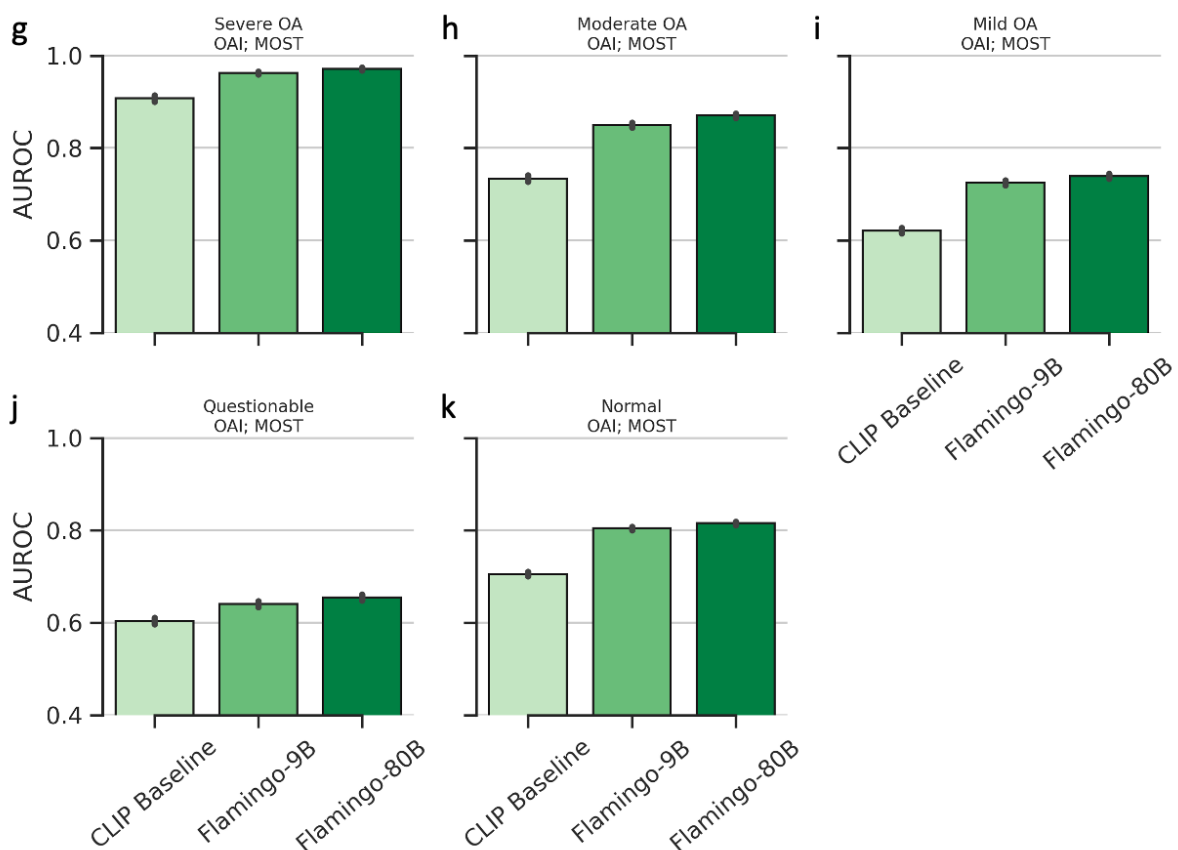 g
Severe OA
OAI; MOST
h
Moderate OA
OAI; MOST
i
Mild OA
OAI; MOST
AUROC
1.0
0.8
0.6
0.4
CLIP Baseline
Flamingo-9B
Flamingo-80B
j
Questionable
OAI; MOST
k
Normal
OAI; MOST
AUROC
1.0
0.8
0.6
0.4
CLIP Baseline
Flamingo-9B
Flamingo-80B
CLIP Baseline
Flamingo-9B
Flamingo-80B